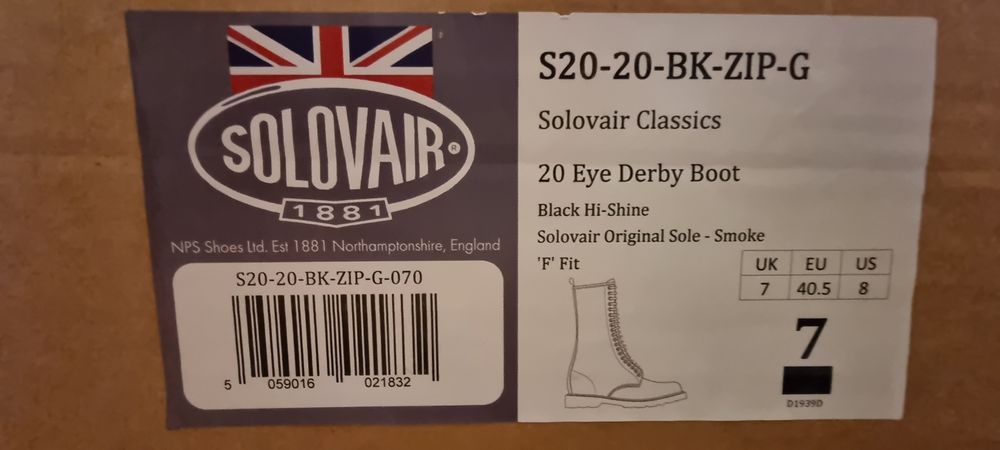 SOLOVAIR®
1881
NPS Shoes Ltd. Est 1881 Northamptonshire, England
S20-20-BK-ZIP-G-070
5 059016 021832
S20-20-BK-ZIP-G
Solovair Classics
20 Eye Derby Boot
Black Hi-Shine
Solovair Original Sole - Smoke
'F' Fit
UK EU US
7 40.5 8
7
D1939D